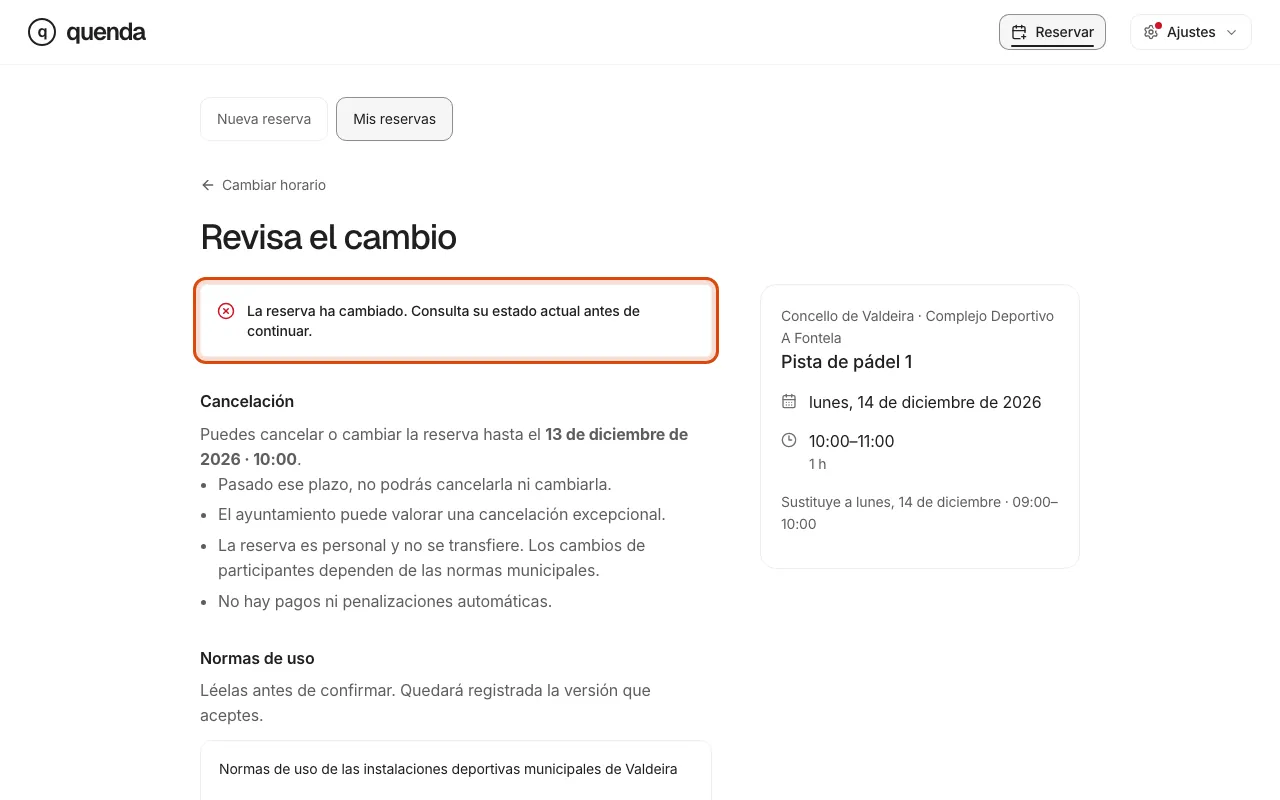 q quenda
Reservar
Ajustes
Nueva reserva
Mis reservas
Cambiar horario
Revisa el cambio
La reserva ha cambiado. Consulta su estado actual antes de
continuar.
Cancelación
Puedes cancelar o cambiar la reserva hasta el 13 de diciembre de
2026 · 10:00.
• Pasado ese plazo, no podrás cancelarla ni cambiarla.
• El ayuntamiento puede valorar una cancelación excepcional.
• La reserva es personal y no se transfiere. Los cambios de
participantes dependen de las normas municipales.
• No hay pagos ni penalizaciones automáticas.
Normas de uso
Léelas antes de confirmar. Quedará registrada la versión que
aceptes.
Normas de uso de las instalaciones deportivas municipales de Valdeira
Concello de Valdeira · Complejo Deportivo
A Fontela
Pista de pádel 1
lunes, 14 de diciembre de 2026
10:00–11:00
1 h
Sustituye a lunes, 14 de diciembre · 09:00–
10:00